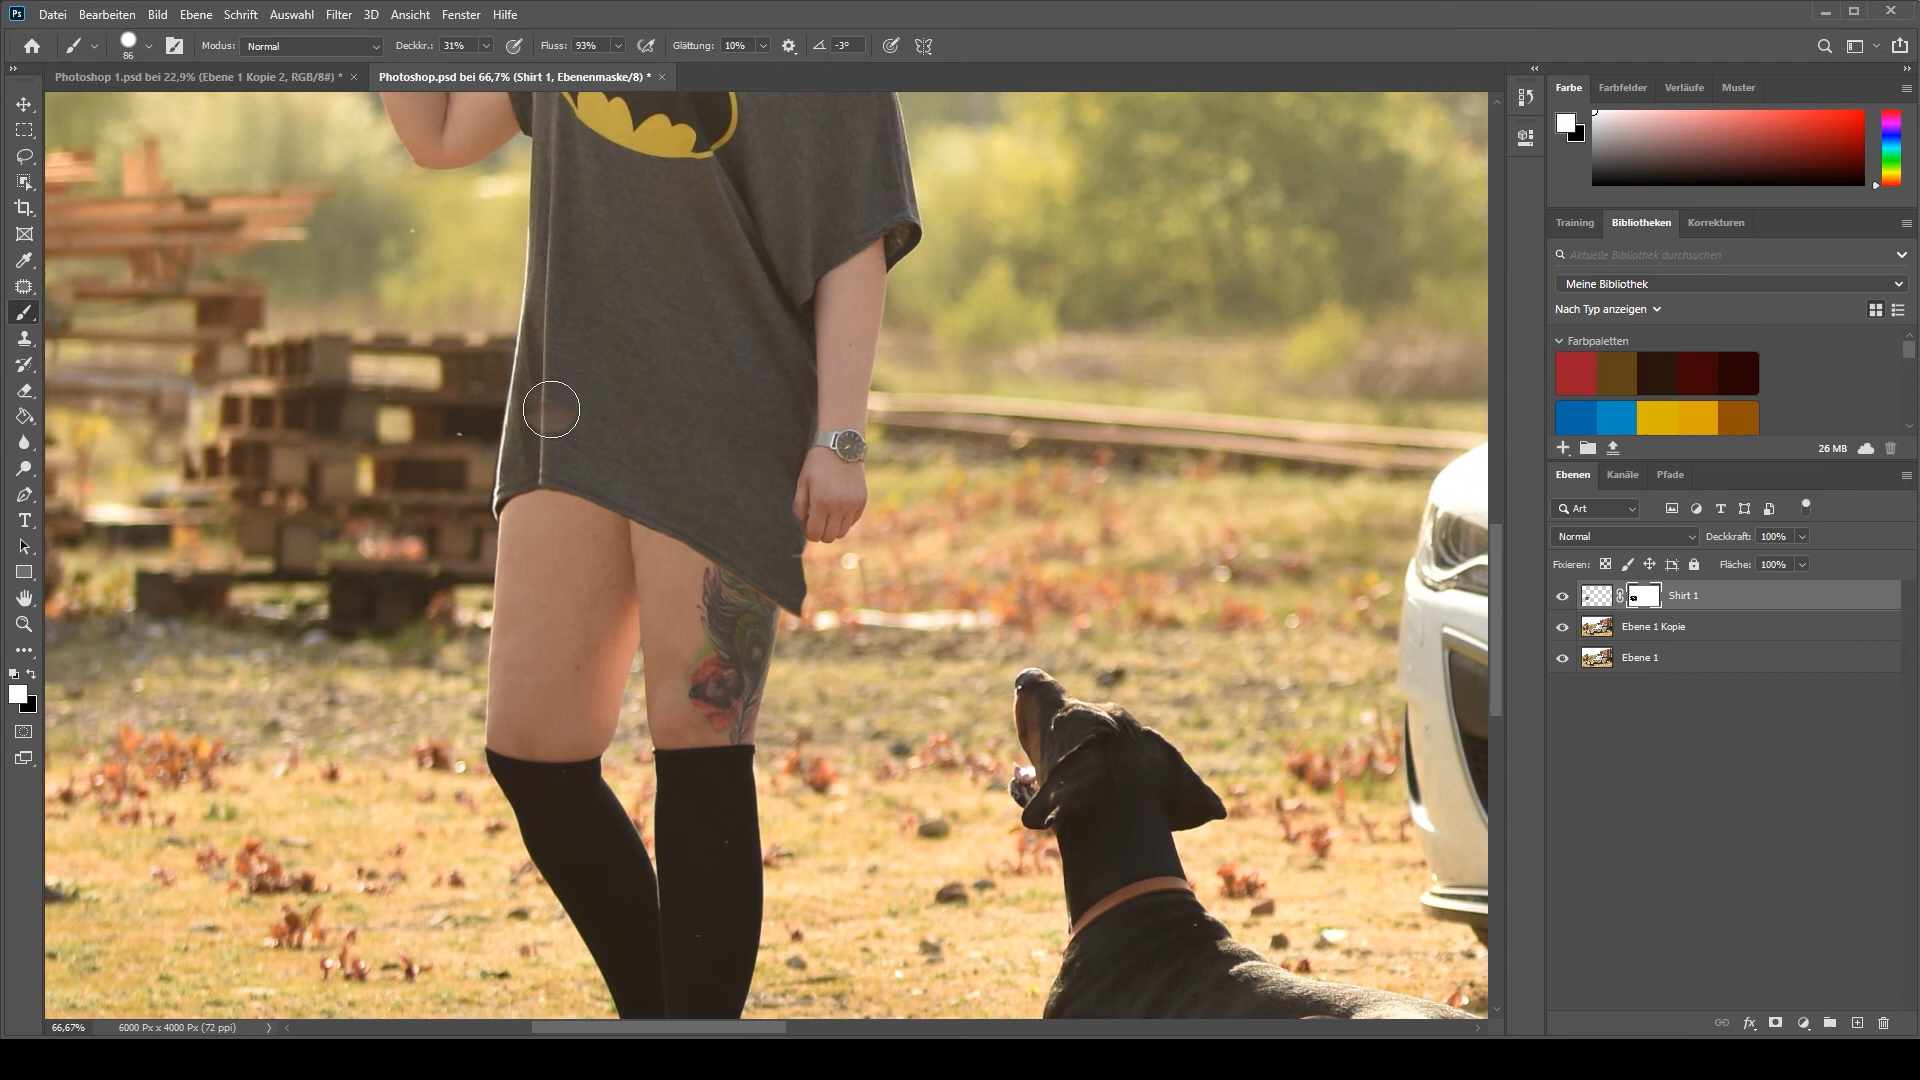 Ps Datei Bearbeiten Bild Ebene Schrift Auswahl Filter 3D Ansicht Fenster Hilfe
86 Modus: Normal Deckkr.: 31% Fluss: 93% Glättung: 10% -3°
Photoshop 1.psd bei 22,9% (Ebene 1 Kopie 2, RGB/8#) * × Photoshop.psd bei 66,7% (Shirt 1, Ebenenmaske/8) * ×
Farbe Farbfelder Verläufe Muster
Training Bibliotheken Korrekturen
Aktuelle Bibliothek durchsuchen
Meine Bibliothek
Nach Typ anzeigen
Farbpaletten
26 MB
Ebenen Kanäle Pfade
Art
Normal Deckkraft: 100%
Fixieren: Fläche: 100%
Shirt 1
Ebene 1 Kopie
Ebene 1
66,67% 6000 Px x 4000 Px (72 ppi)
fx